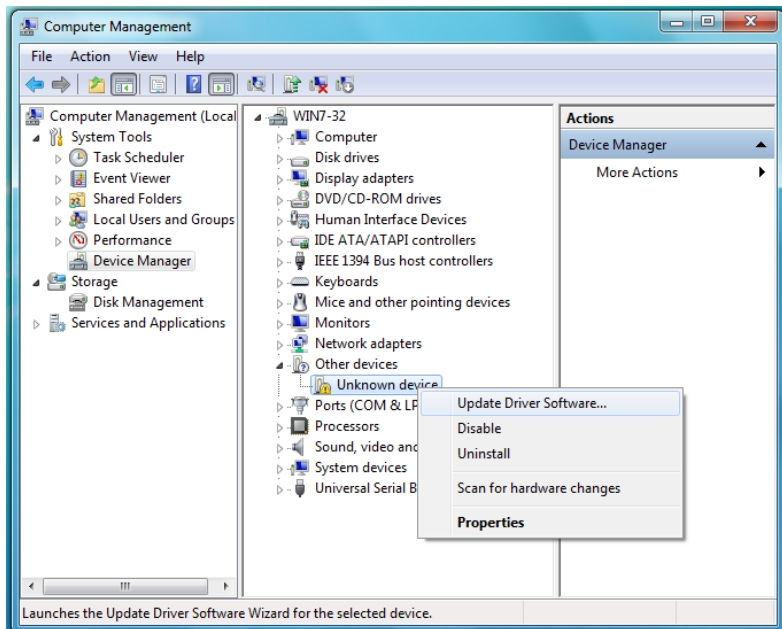 Computer Management
File Action View Help
Computer Management (Local
System Tools
Task Scheduler
Event Viewer
Shared Folders
Local Users and Groups
Performance
Device Manager
Storage
Disk Management
Services and Applications
WIN7-32
Computer
Disk drives
Display adapters
DVD/CD-ROM drives
Human Interface Devices
IDE ATA/ATAPI controllers
IEEE 1394 Bus host controllers
Keyboards
Mice and other pointing devices
Monitors
Network adapters
Other devices
Unknown device
Ports (COM & LP
Processors
Sound, video and
System devices
Universal Serial B
Update Driver Software...
Disable
Uninstall
Scan for hardware changes
Properties
Actions
Device Manager
More Actions
Launches the Update Driver Software Wizard for the selected device.